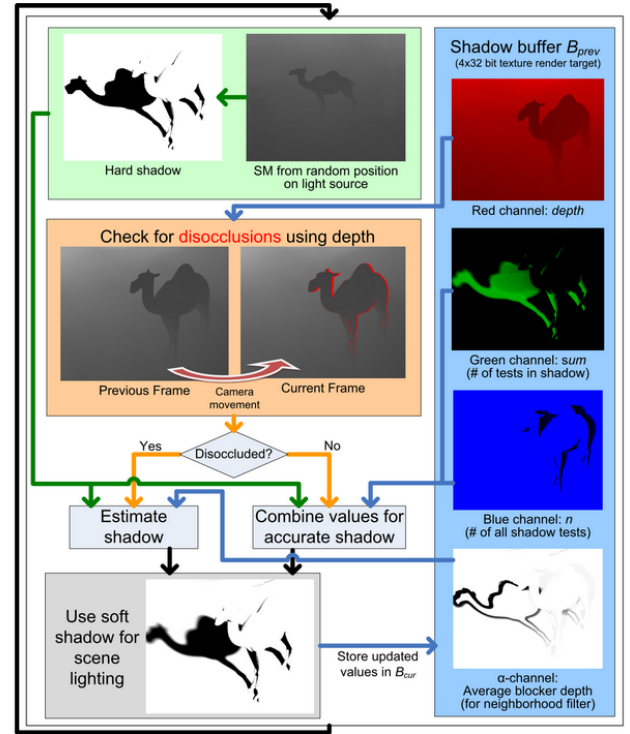 Hard shadow
SM from random position
on light source
Shadow buffer Bprev
(4x32 bit texture render target)
Red channel: depth
Check for disocclusions using depth
Previous Frame
Camera
movement
Current Frame
Green channel: sum
(# of tests in shadow)
Yes
Disoccluded?
No
Estimate
shadow
Combine values for
accurate shadow
Blue channel: n
(# of all shadow tests)
Use soft
shadow for
scene
lighting
Store updated
values in Bcur
α-channel:
Average blocker depth
(for neighborhood filter)